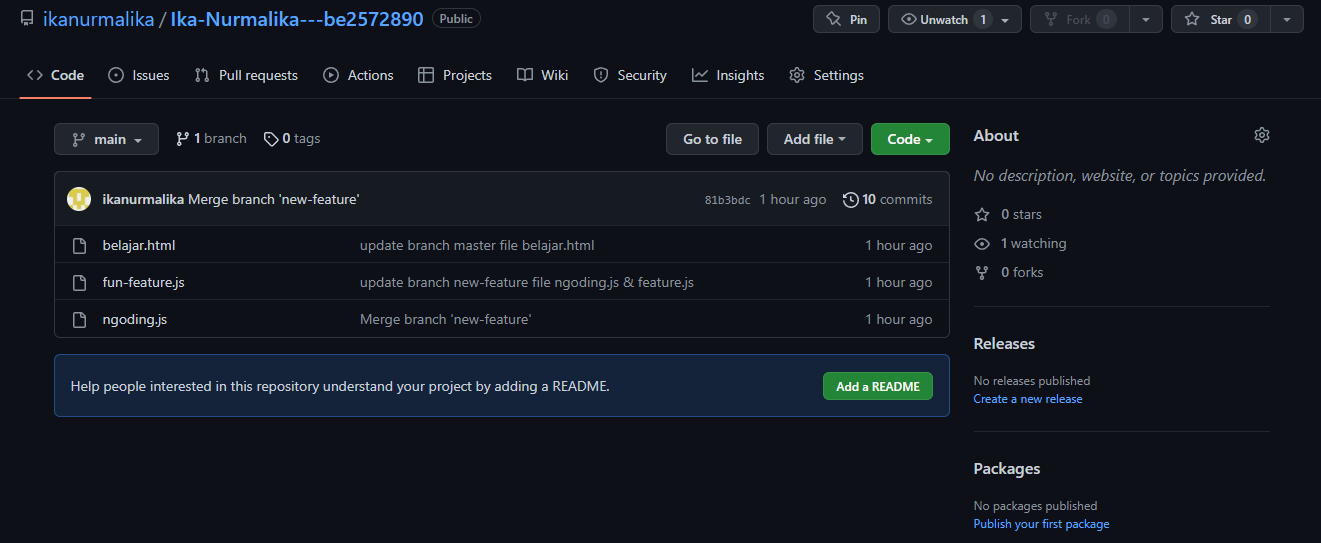 ikanurmalika / Ika-Nurmalika---be2572890 Public Pin Unwatch 1 Fork 0 Star 0
Code Issues Pull requests Actions Projects Wiki Security Insights Settings
main 1 branch 0 tags Go to file Add file Code
ikanurmalika Merge branch 'new-feature' 81b3bdc 1 hour ago 10 commits
belajar.html update branch master file belajar.html 1 hour ago
fun-feature.js update branch new-feature file ngoding.js & feature.js 1 hour ago
ngoding.js Merge branch 'new-feature' 1 hour ago
Help people interested in this repository understand your project by adding a README. Add a README
About
No description, website, or topics provided.
0 stars
1 watching
0 forks
Releases
No releases published
Create a new release
Packages
No packages published
Publish your first package